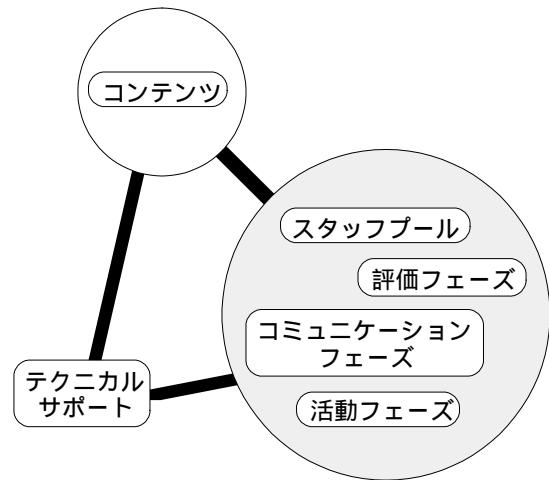 コンテンツ
スタッフプール
評価フェーズ
コミュニケーション
フェーズ
テクニカル
サポート
活動フェーズ